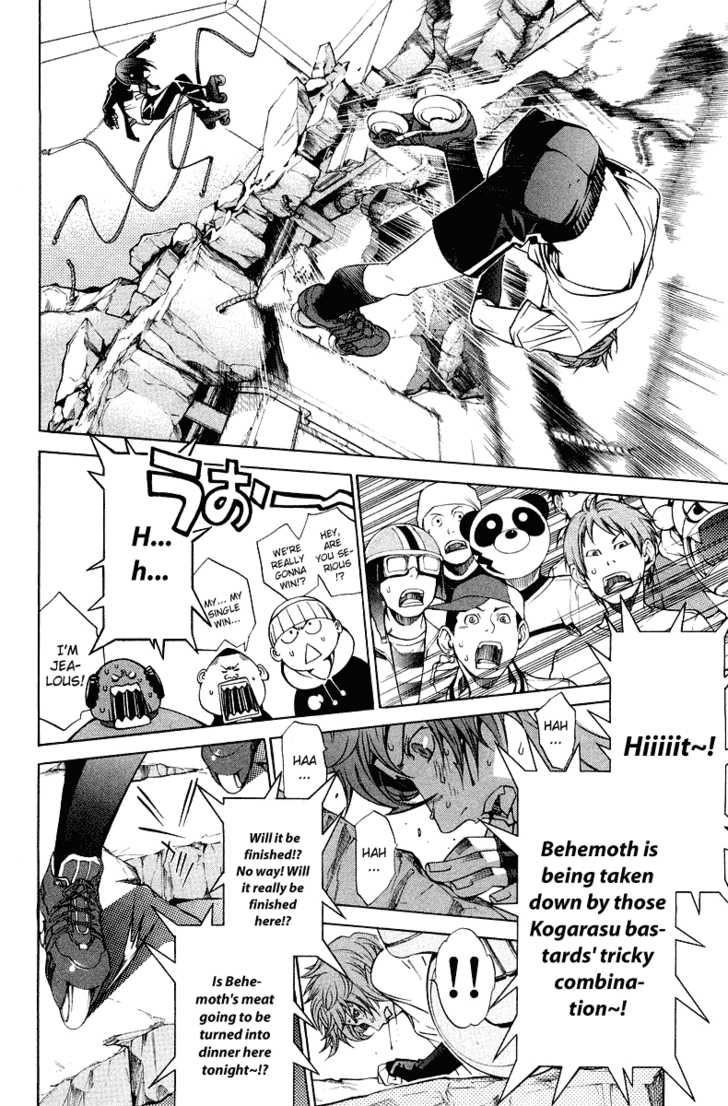 うおーー
HEY,
ARE
YOU SE-
RIOUS
!?
WE'RE
REALLY
GONNA
WIN!?
MY... MY
SINGLE
WIN...
H...
h...
I'M
JEA-
LOUS!
Hiiiiit~!
Behemoth is
being taken
down by those
Kogarasu bas-
tards' tricky
combina-
tion~!
HAH
...
HAH
...
HAA
...
Will it be
finished!?
No way! Will
it really be
finished
here!?
Is Behe-
moth's meat
going to be
turned into
dinner here
tonight~!?
!!